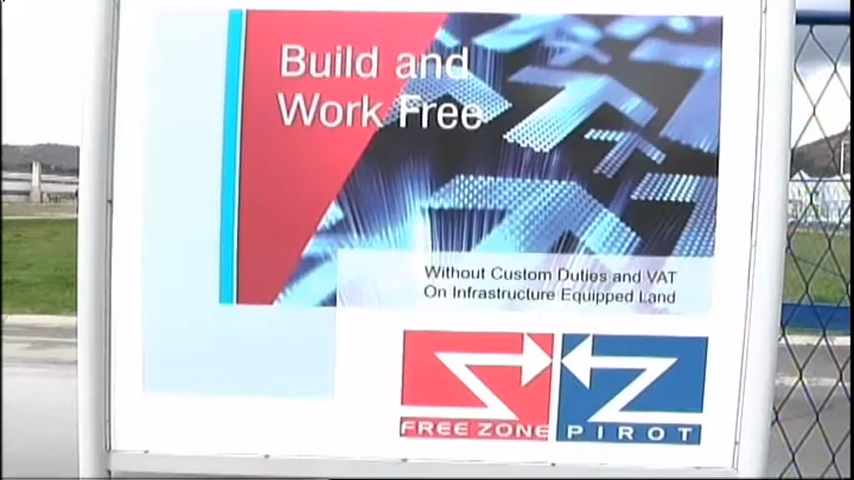 Build and
Work Free
Without Custom Duties and VAT
On Infrastructure Equipped Land
FREE ZONE PIROT